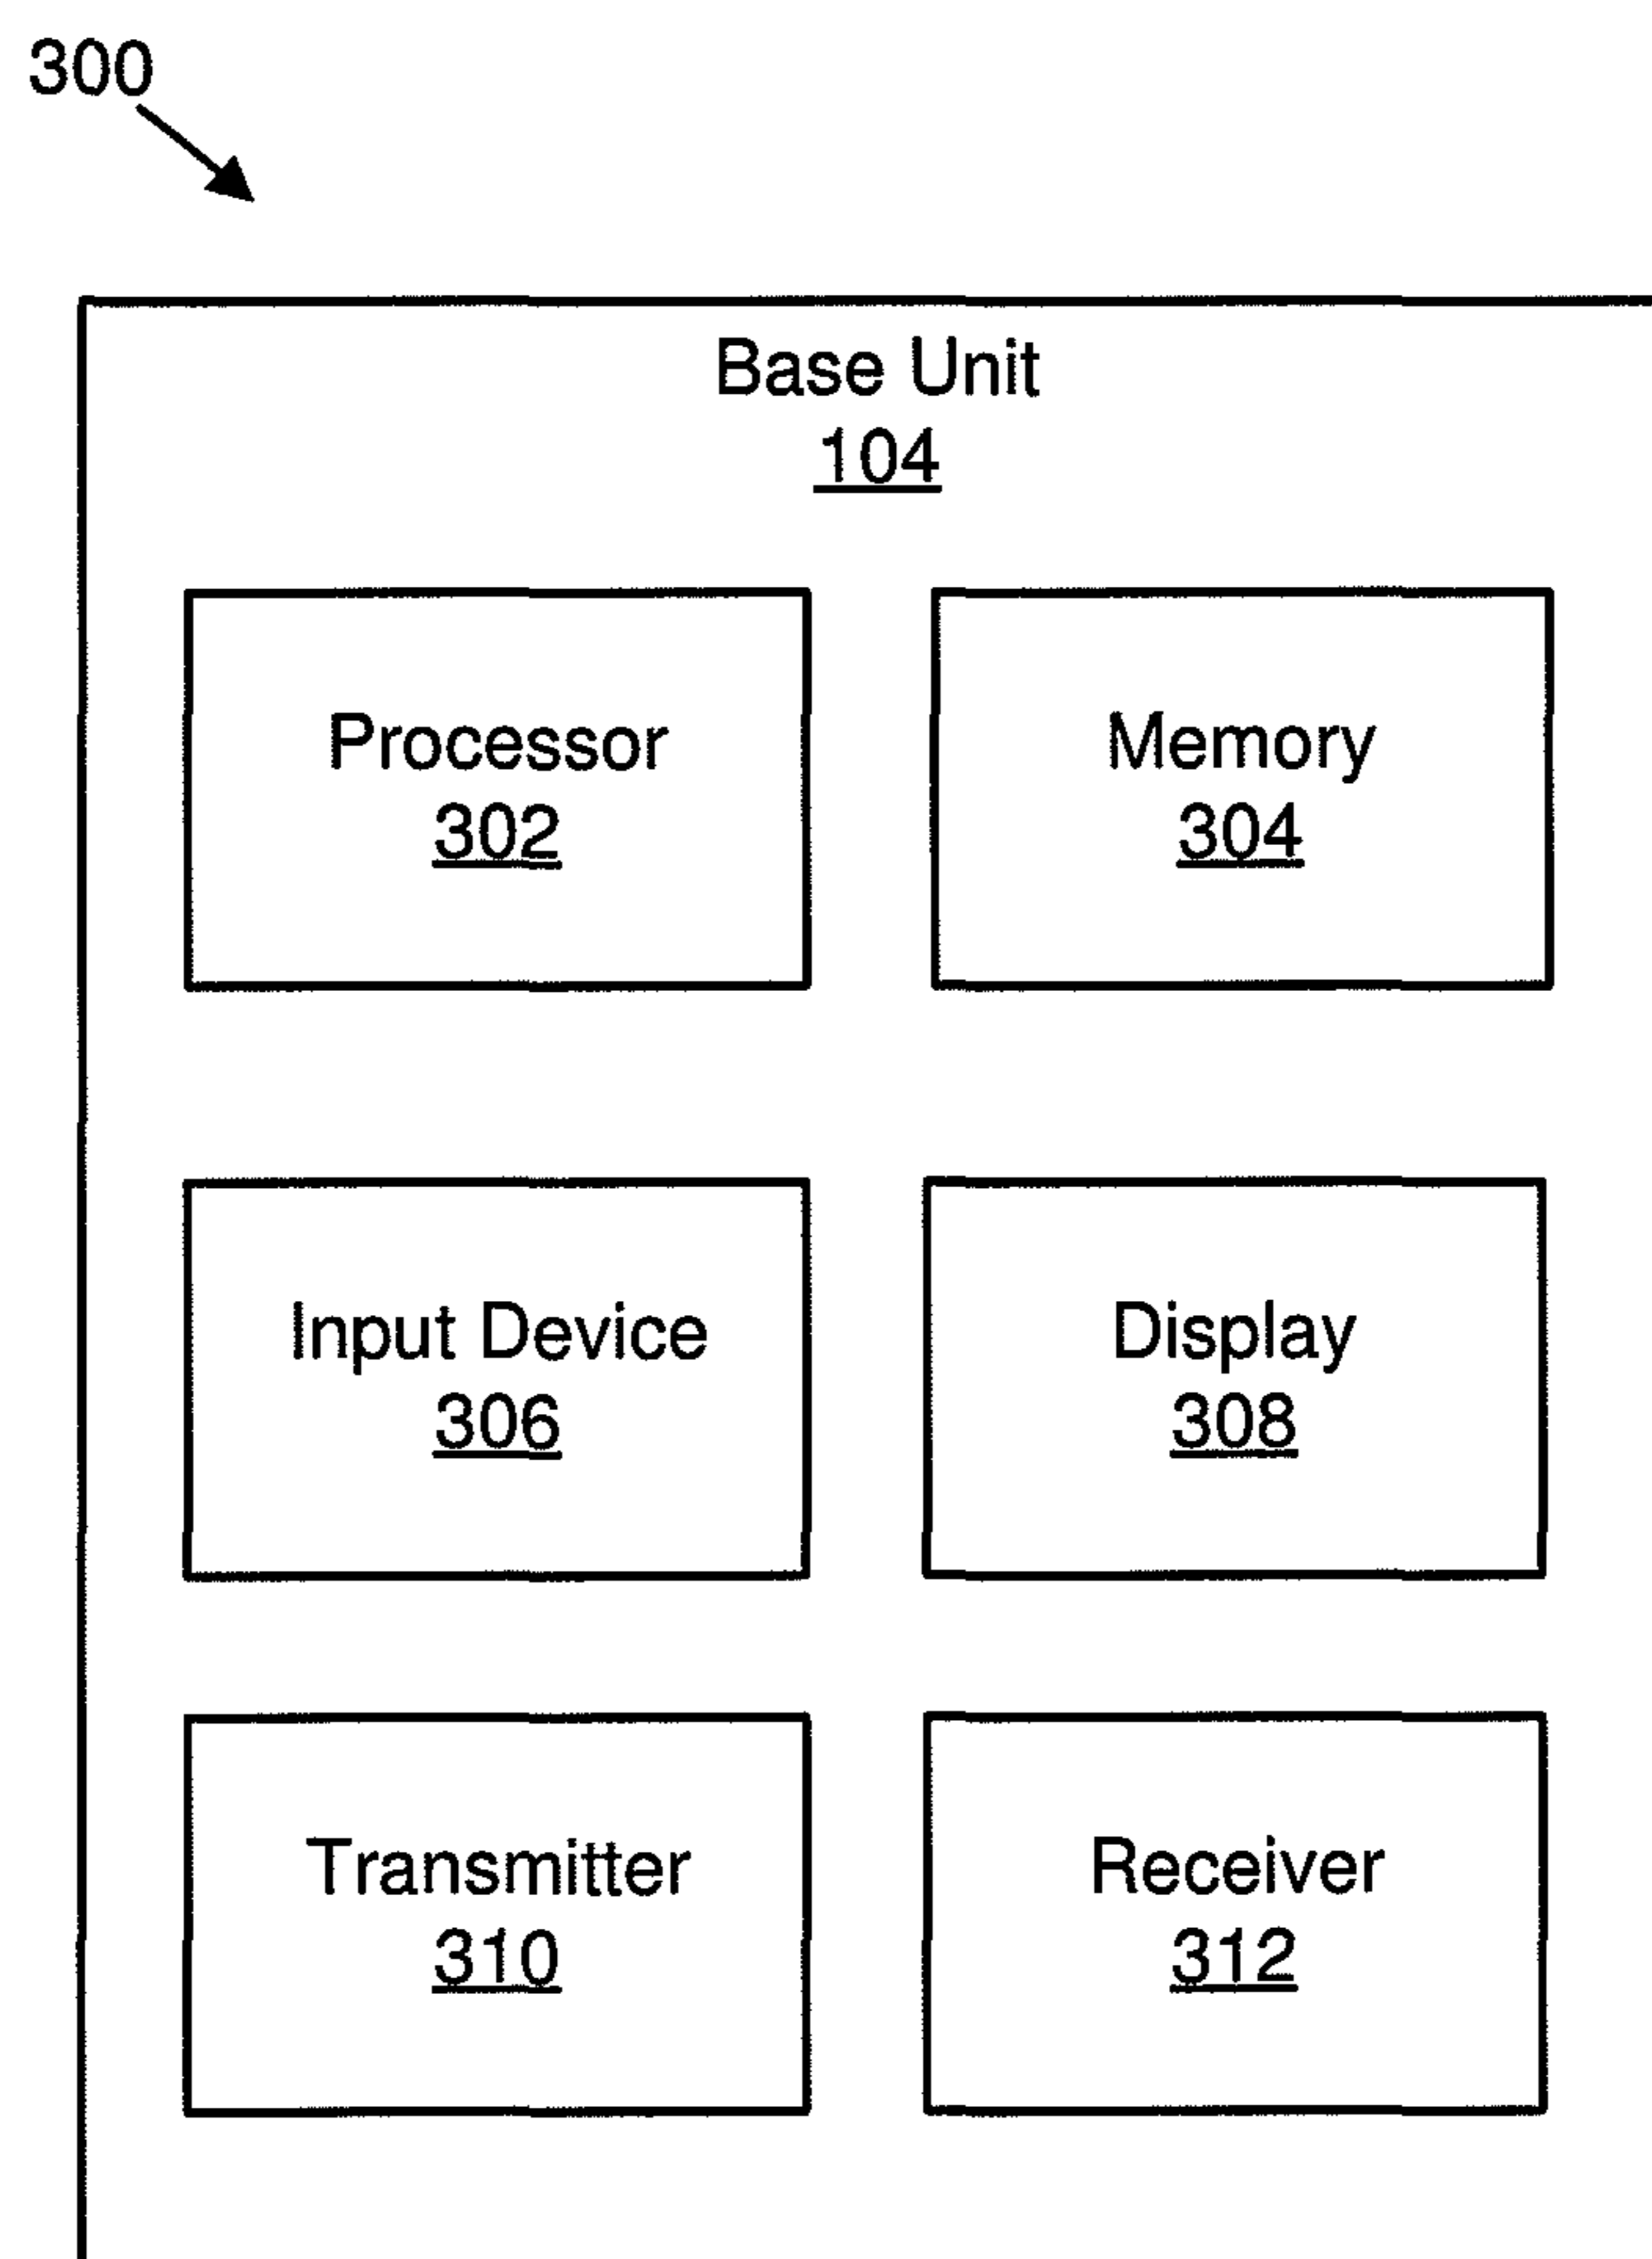 300
Base Unit
104
Processor
302
Memory
304
Input Device
306
Display
308
Transmitter
310
Receiver
312